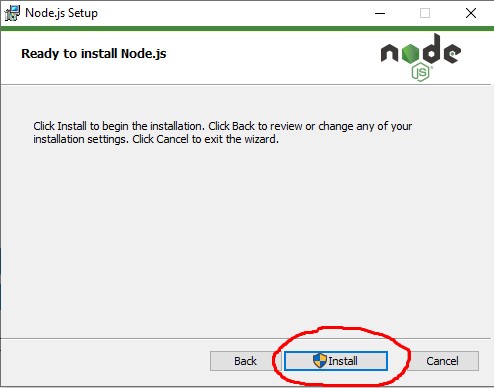 Node.js Setup
Ready to install Node.js
node
JS
Click Install to begin the installation. Click Back to review or change any of your
installation settings. Click Cancel to exit the wizard.
Back
Install
Cancel